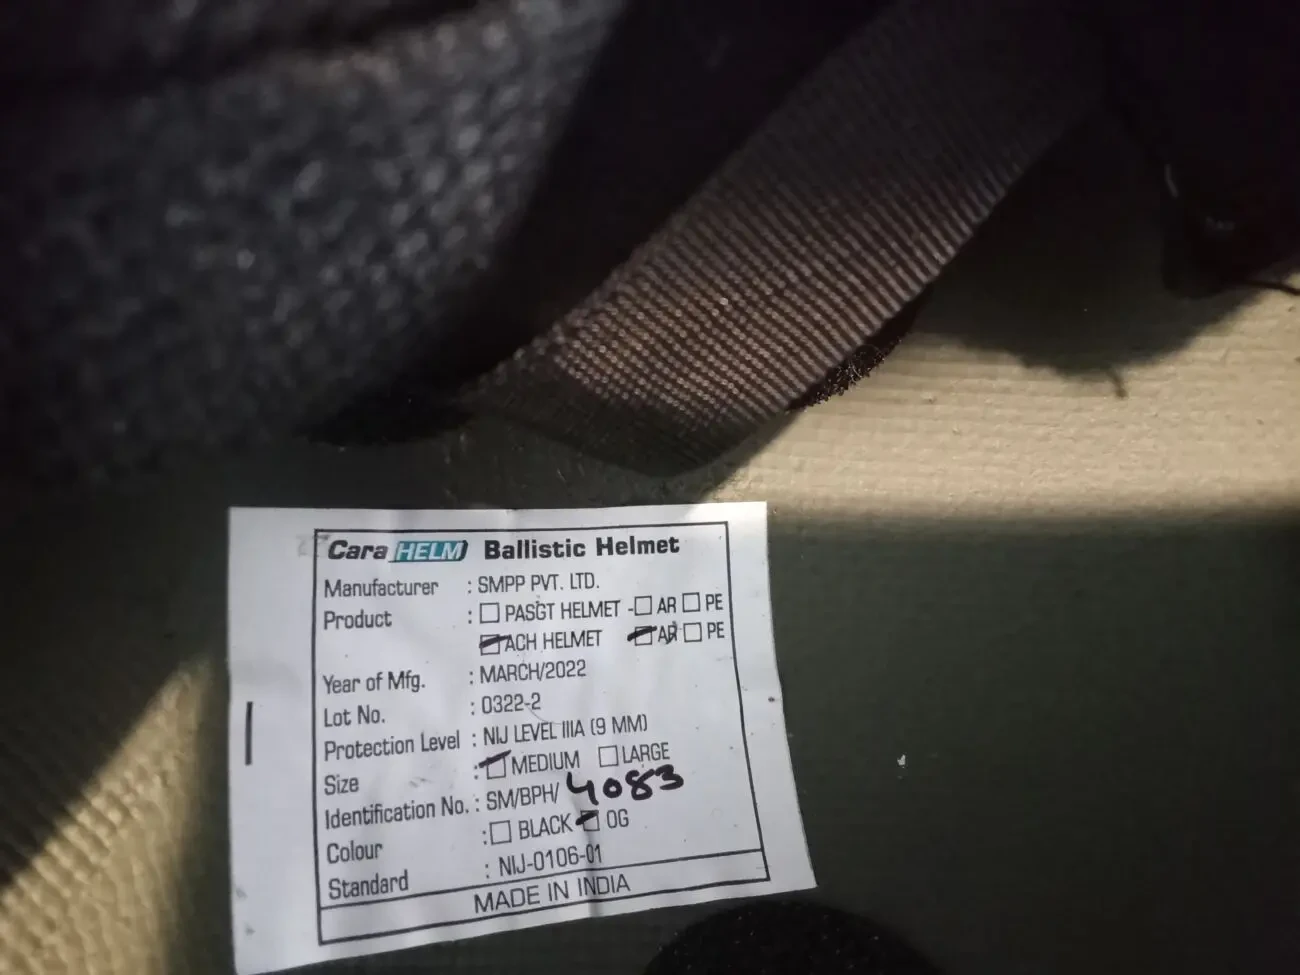 Cara HELM Ballistic Helmet
Manufacturer : SMPP PVT. LTD.
Product : PASGT HELMET - AR PE
ACH HELMET AR PE
Year of Mfg. : MARCH/2022
Lot No. : 0322-2
Protection Level : NIJ LEVEL IIIA (9 MM)
Size : MEDIUM LARGE
Identification No. : SM/BPH/ 4083
Colour : BLACK OG
Standard : NIJ-0106-01
MADE IN INDIA